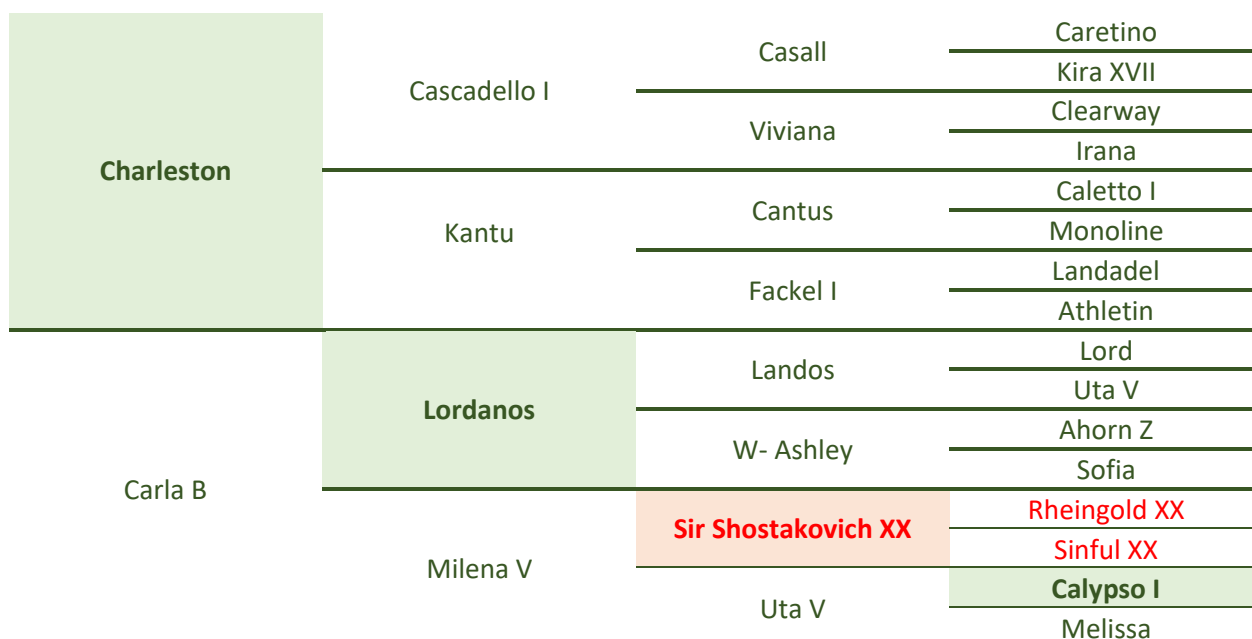 Charleston
Cascadello I
Casall
Caretino
Kira XVII
Viviana
Clearway
Irana
Kantu
Cantus
Caletto I
Monoline
Fackel I
Landadel
Athletin
Carla B
Lordanos
Landos
Lord
Uta V
W- Ashley
Ahorn Z
Sofia
Milena V
Sir Shostakovich XX
Rheingold XX
Sinful XX
Uta V
Calypso I
Melissa